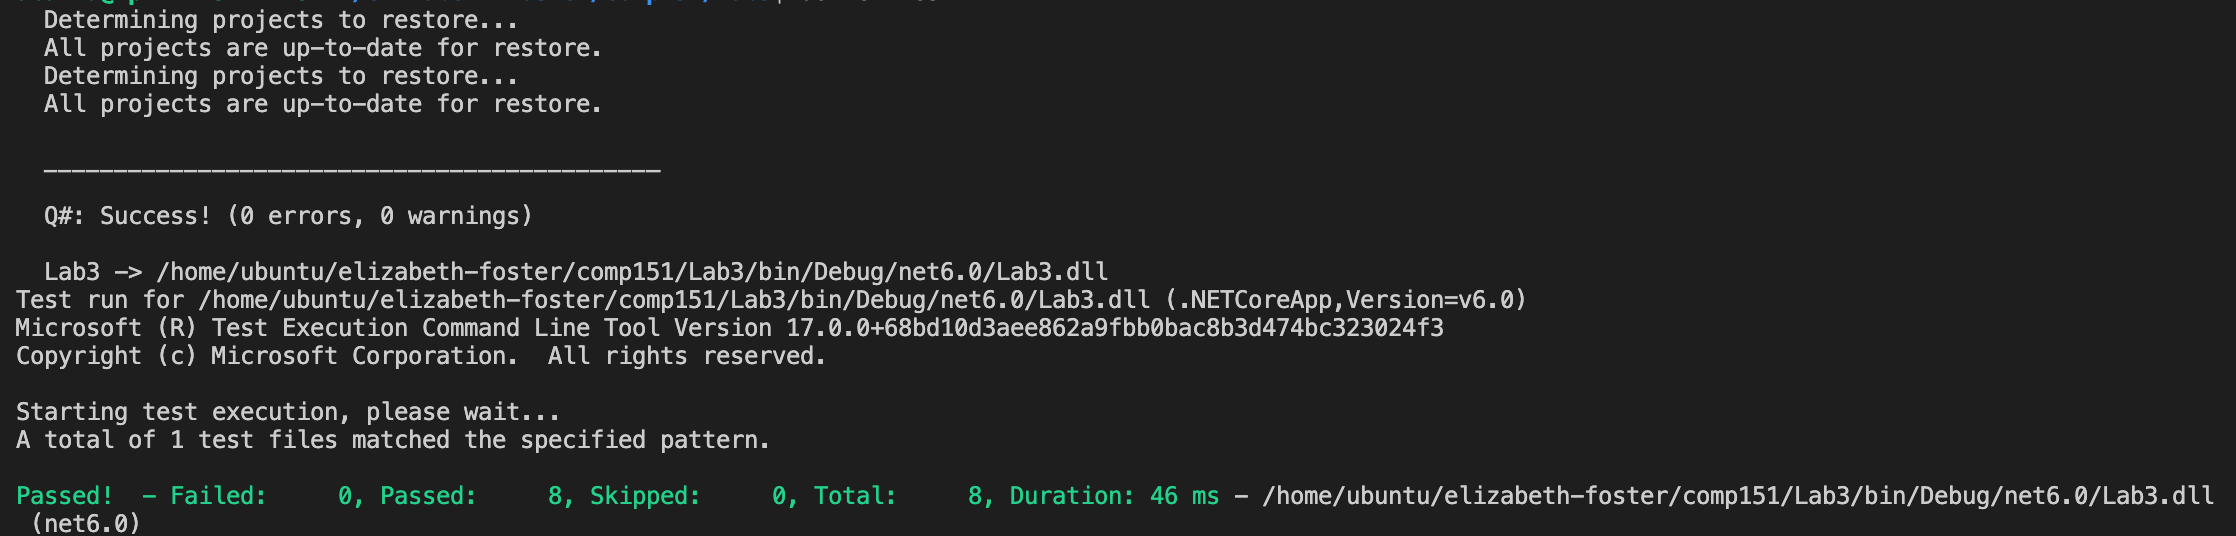 Determining projects to restore...
All projects are up-to-date for restore.
Determining projects to restore...
All projects are up-to-date for restore.
Q#: Success! (0 errors, 0 warnings)
Lab3 -> /home/ubuntu/elizabeth-foster/comp151/Lab3/bin/Debug/net6.0/Lab3.dll
Test run for /home/ubuntu/elizabeth-foster/comp151/Lab3/bin/Debug/net6.0/Lab3.dll (.NETCoreApp,Version=v6.0)
Microsoft (R) Test Execution Command Line Tool Version 17.0.0+68bd10d3aee862a9fbb0bac8b3d474bc323024f3
Copyright (c) Microsoft Corporation.  All rights reserved.
Starting test execution, please wait...
A total of 1 test files matched the specified pattern.
Passed!  - Failed:     0, Passed:     8, Skipped:     0, Total:     8, Duration: 46 ms - /home/ubuntu/elizabeth-foster/comp151/Lab3/bin/Debug/net6.0/Lab3.dll
(net6.0)